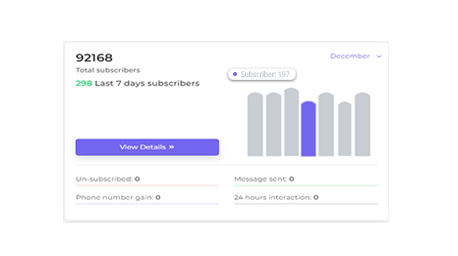 92168
December
Total subscribers
298 Last 7 days subscribers
Subscriber: 197
View Details »
Un-subscribed: 0
Message sent: 0
Phone number gain: 0
24 hours interaction: 0